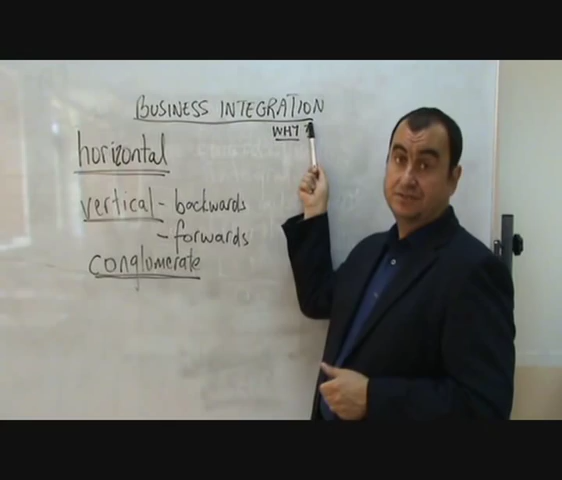 BUSINESS INTEGRATION
WHY ?
horizontal
vertical - backwards
- forwards
conglomerate